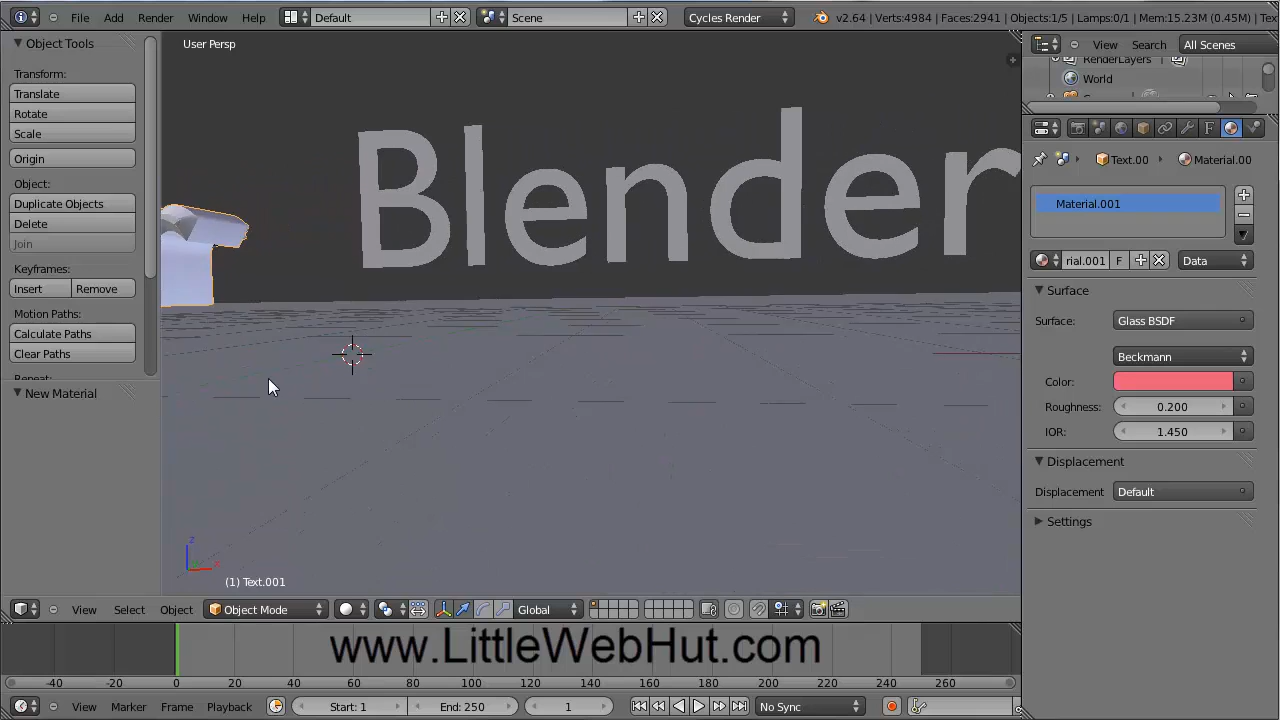 File Add Render Window Help Default Scene Cycles Render v2.64 | Verts:4984 | Faces:2941 | Objects:1/5 | Lamps:0/1 | Mem:15.23M (0.45M) | Tex
Object Tools
Transform:
Translate
Rotate
Scale
Origin
Object:
Duplicate Objects
Delete
Join
Keyframes:
Insert Remove
Motion Paths:
Calculate Paths
Clear Paths
Repeat:
New Material
User Persp
Blender
(1) Text.001
View Search All Scenes
RenderLayers
World
Text.00 Material.00
Material.001
rial.001 F Data
Surface
Surface: Glass BSDF
Beckmann
Color:
Roughness: 0.200
IOR: 1.450
Displacement
Displacement Default
Settings
View Select Object Object Mode Global
www.LittleWebHut.com
-40 -20 0 20 40 60 80 100 120 140 160 180 200 220 240 260
View Marker Frame Playback Start: 1 End: 250 1 No Sync